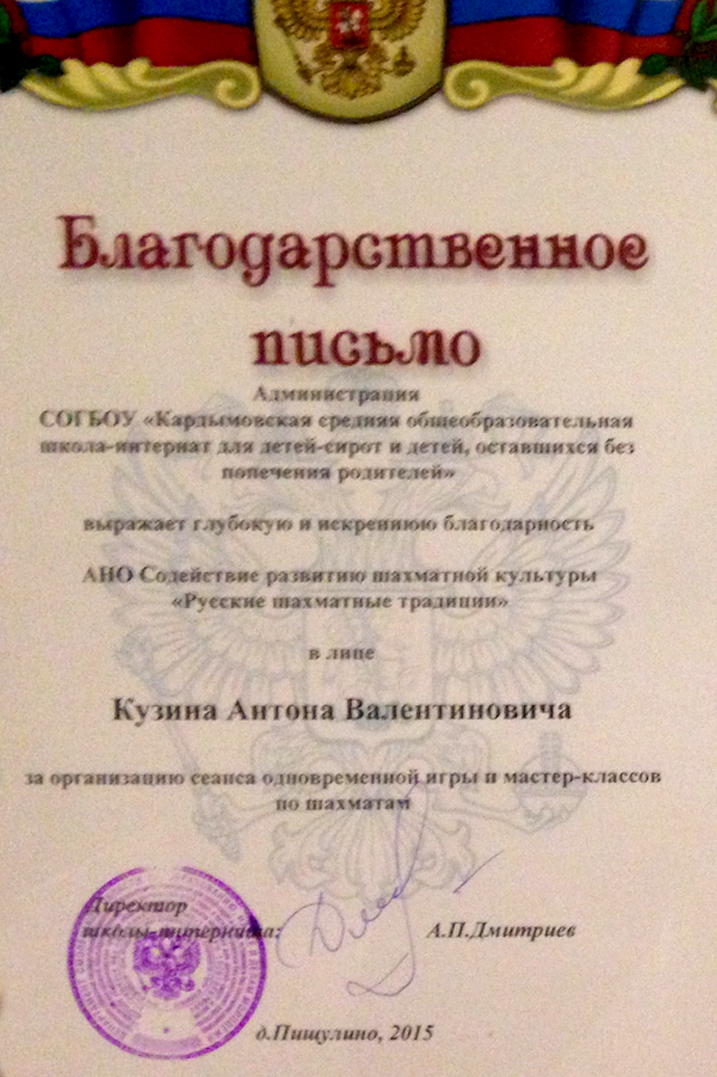 Благодарственное
письмо
Администрация
СОГБОУ «Кардымовская средняя общеобразовательная
школа-интернат для детей-сирот и детей, оставшихся без
попечения родителей»
выражает глубокую и искреннюю благодарность
АНО Содействие развитию шахматной культуры
«Русские шахматные традиции»
в лице
Кузина Антона Валентиновича
за организацию сеанса одновременной игры и мастер-классов
по шахматам
Директор
школы-интерната:
А.П.Дмитриев
д.Пищулино, 2015